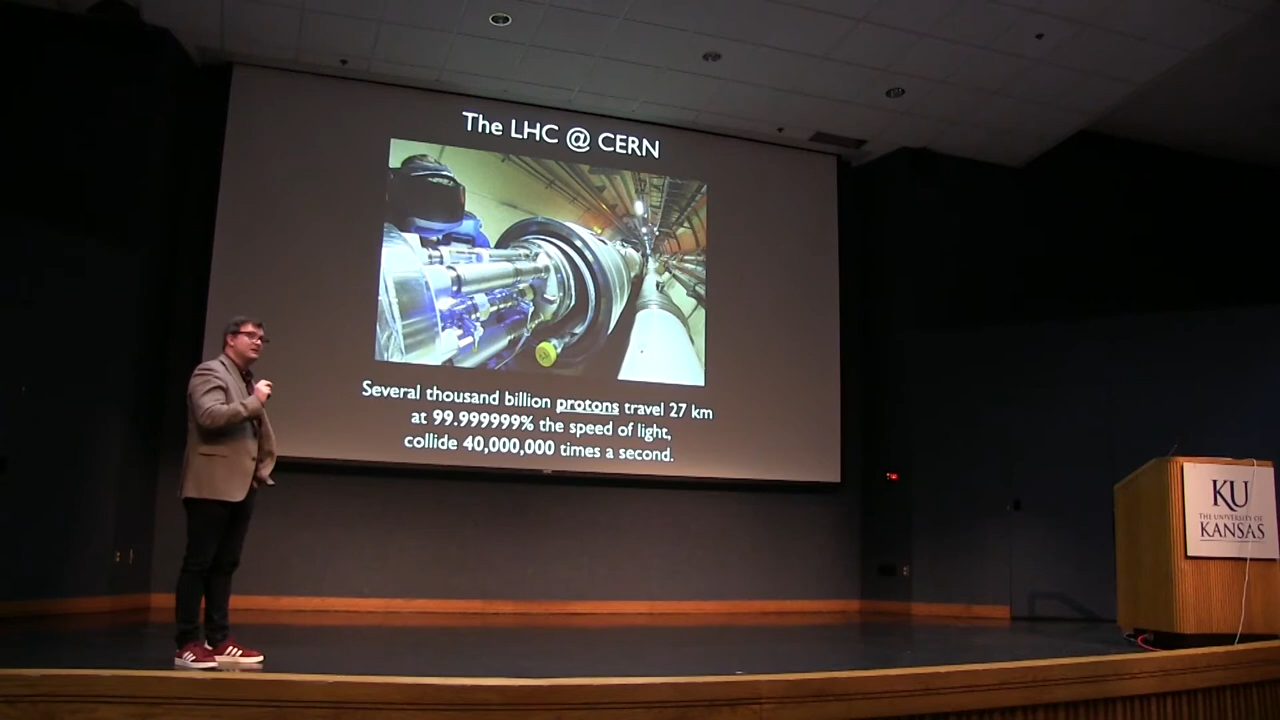 The LHC @ CERN
Several thousand billion protons travel 27 km
at 99.999999% the speed of light,
collide 40,000,000 times a second.
KU
THE UNIVERSITY OF
KANSAS